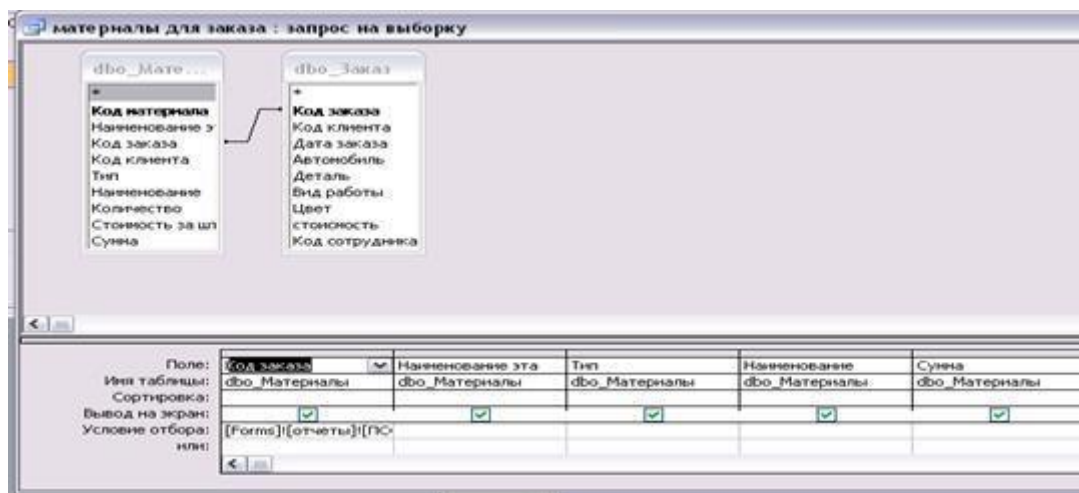 материалы для заказа : запрос на выборку
dbo_Мате...
*
Код материала
Наименование э
Код заказа
Код клиента
Тип
Наименование
Количество
Стоимость за шт
Сумма
dbo_Заказ
*
Код заказа
Код клиента
Дата заказа
Автомобиль
Деталь
Вид работы
Цвет
стоисность
Код сотрудника
Поле: Код заказа Наименование эта Тип Наименование Сумма
Имя таблицы: dbo_Материалы dbo_Материалы dbo_Материалы dbo_Материалы dbo_Материалы
Сортировка:
Вывод на экран:
Условие отбора: [Forms]![отчеты]![ПО
или: